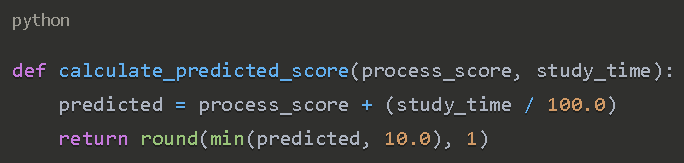 python
def calculate_predicted_score(process_score, study_time):
    predicted = process_score + (study_time / 100.0)
    return round(min(predicted, 10.0), 1)